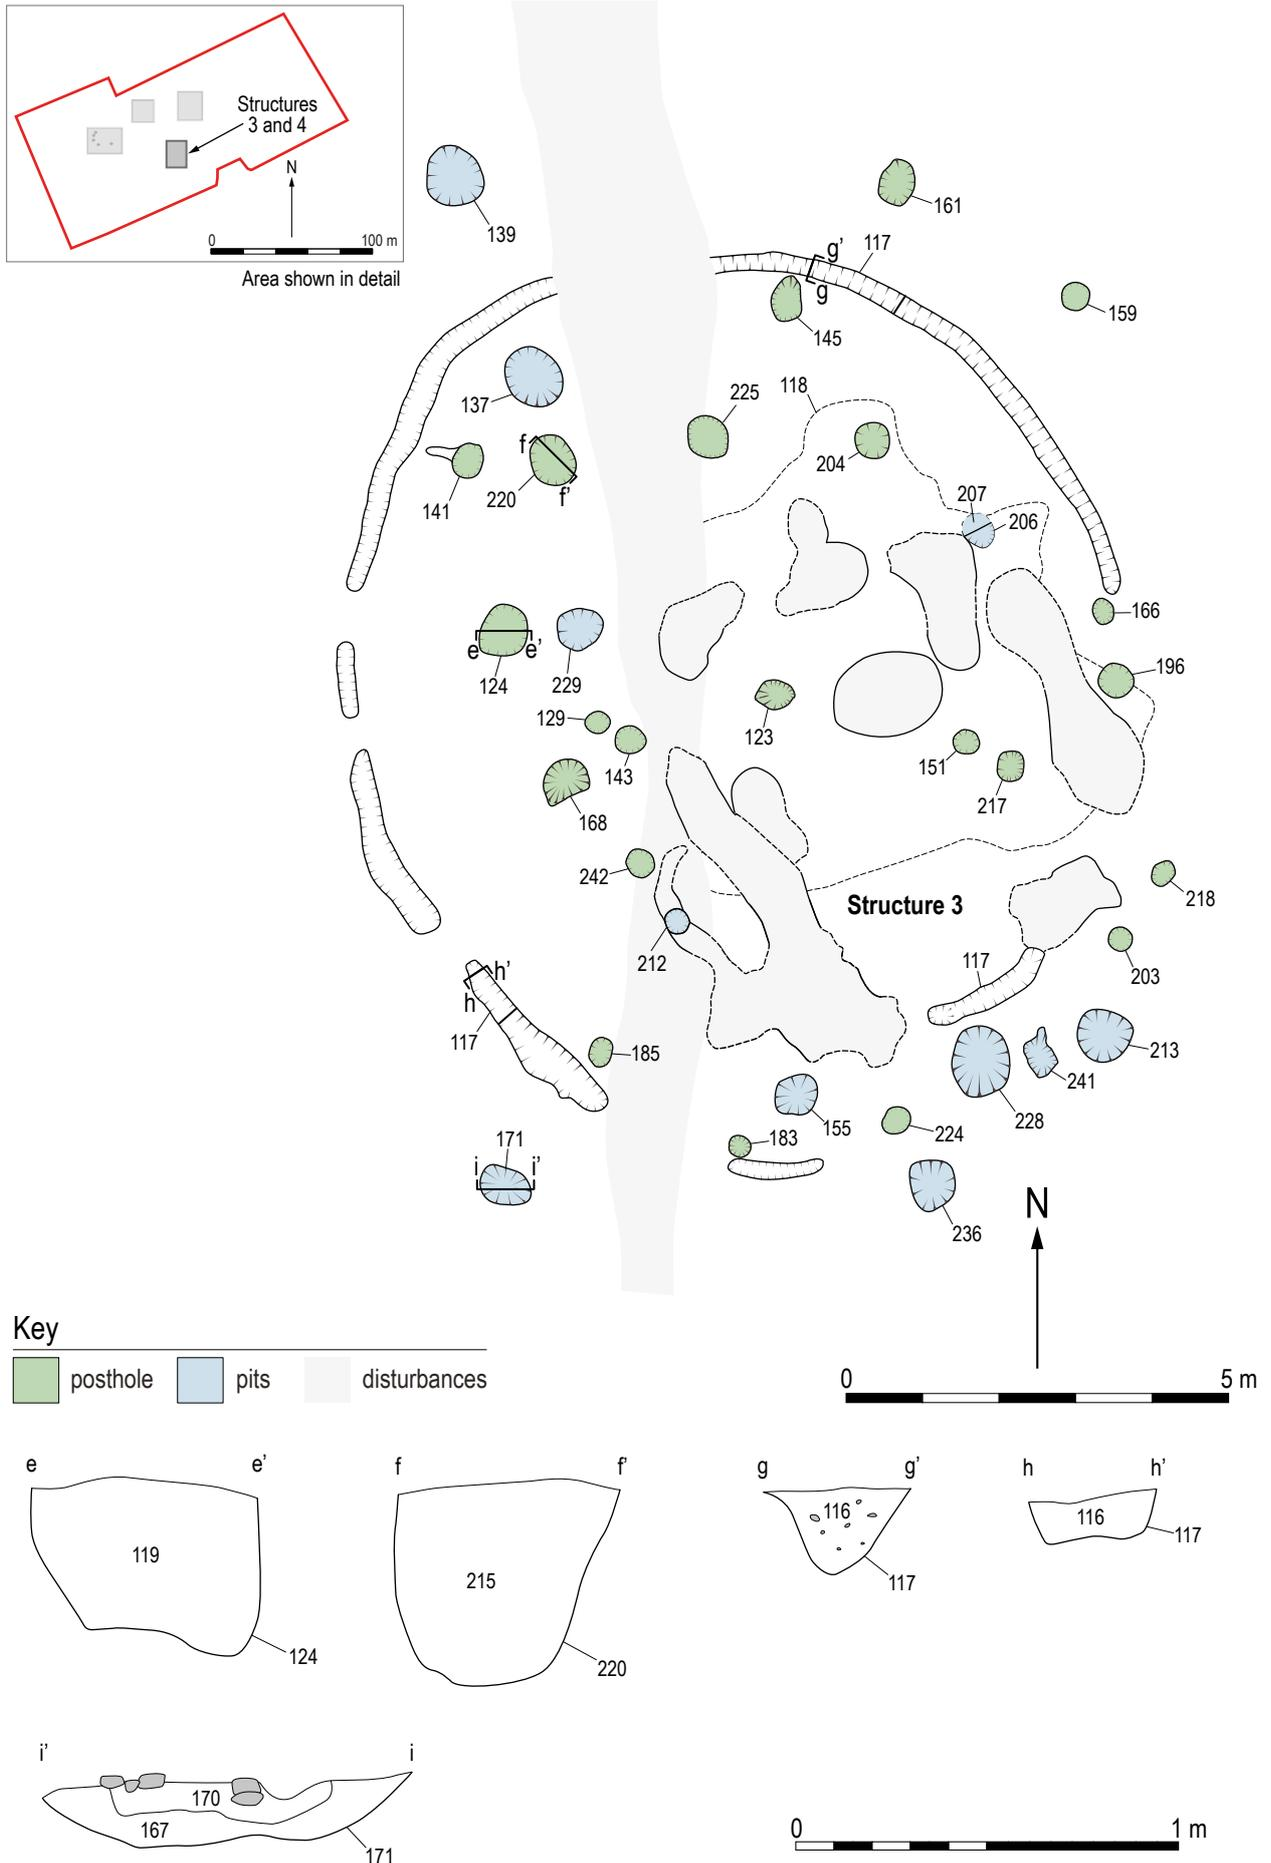 Structures
3 and 4
N
0
100 m
Area shown in detail
139
161
g’
117
g
159
145
137
225
118
f
204
141
220
f’
207
206
166
e
e’
196
124
229
129
123
143
151
168
217
242
Structure 3
218
212
h’
117
203
h
117
185
213
241
228
155
224
171
183
i
i’
N
236
Key
posthole
pits
disturbances
0
5 m
e
e’
f
f’
g
g’
h
h’
116
116
119
117
215
117
124
220
i’
i
170
167
171
0
1 m